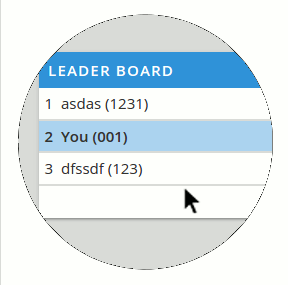 LEADER BOARD
1 asdas (1231)
2 You (001)
3 dfssdf (123)